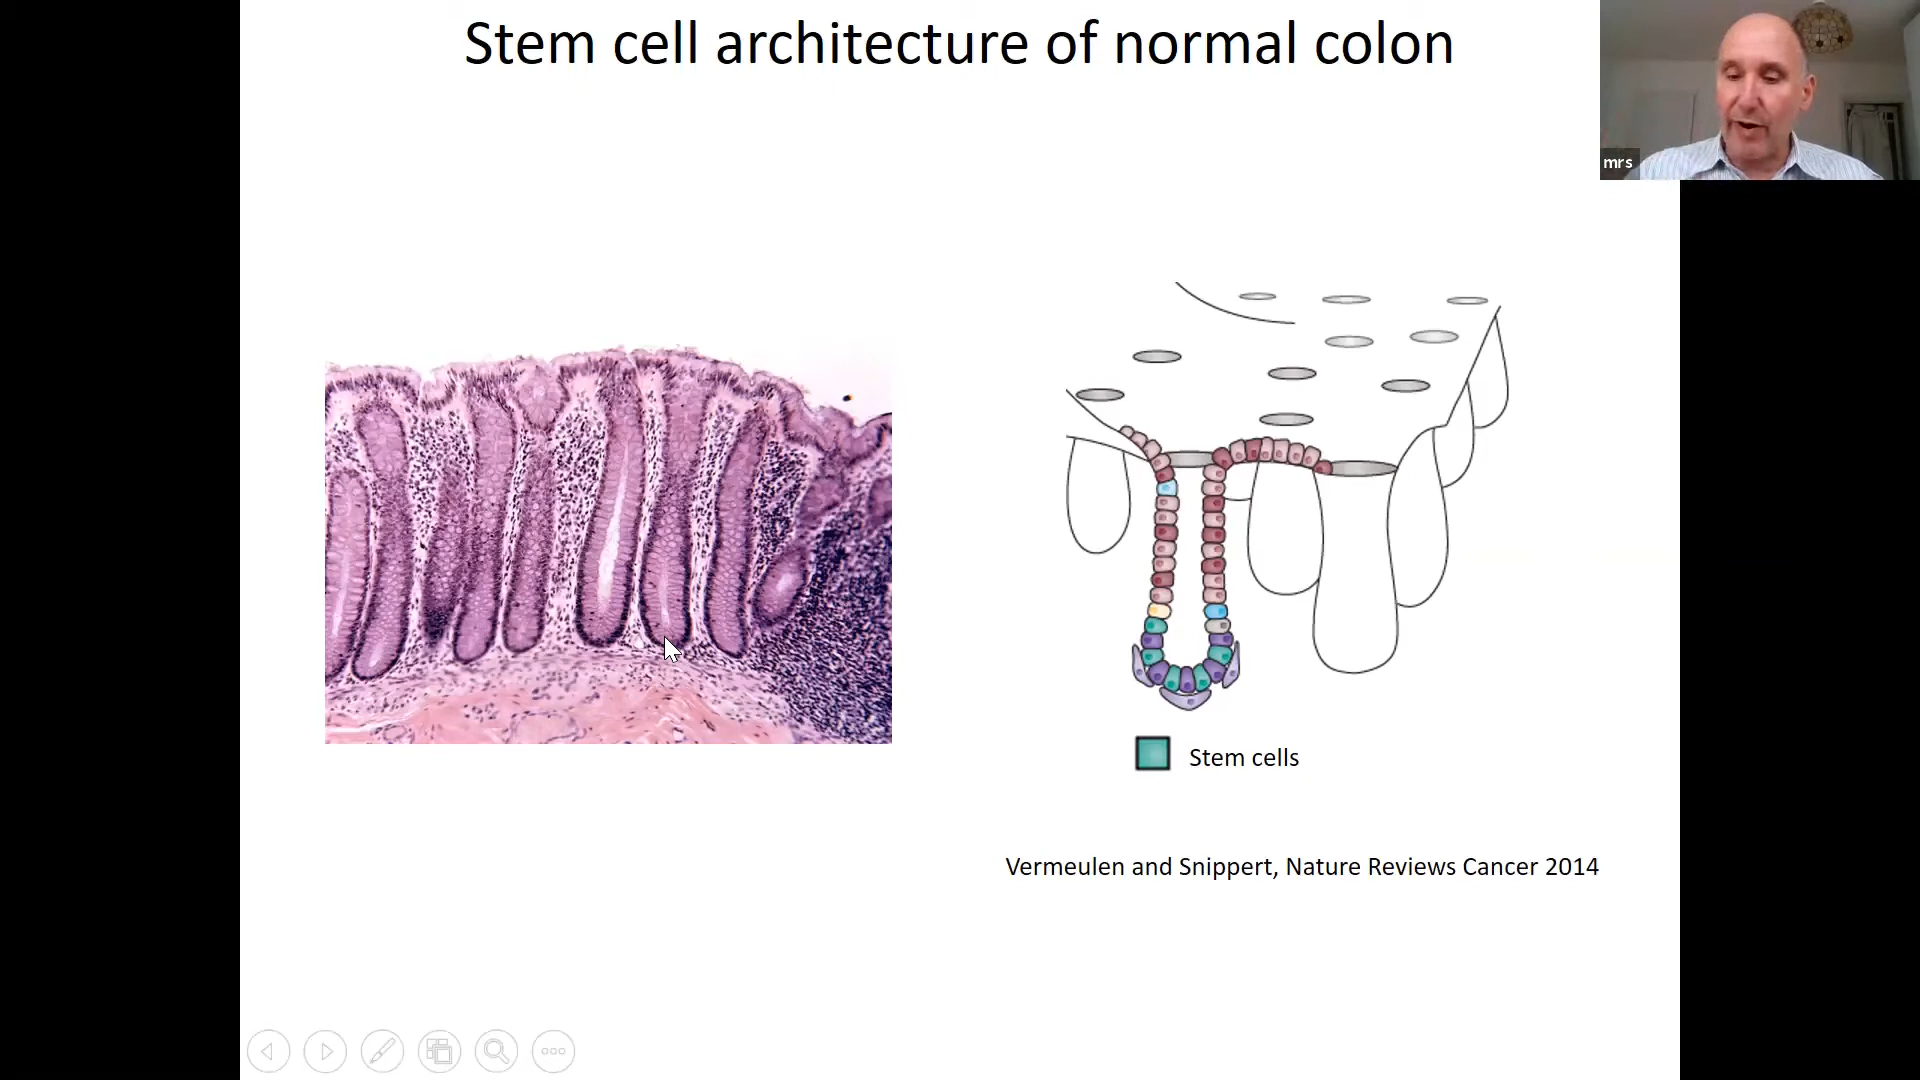 Stem cell architecture of normal colon
mrs
Stem cells
Vermeulen and Snippert, Nature Reviews Cancer 2014